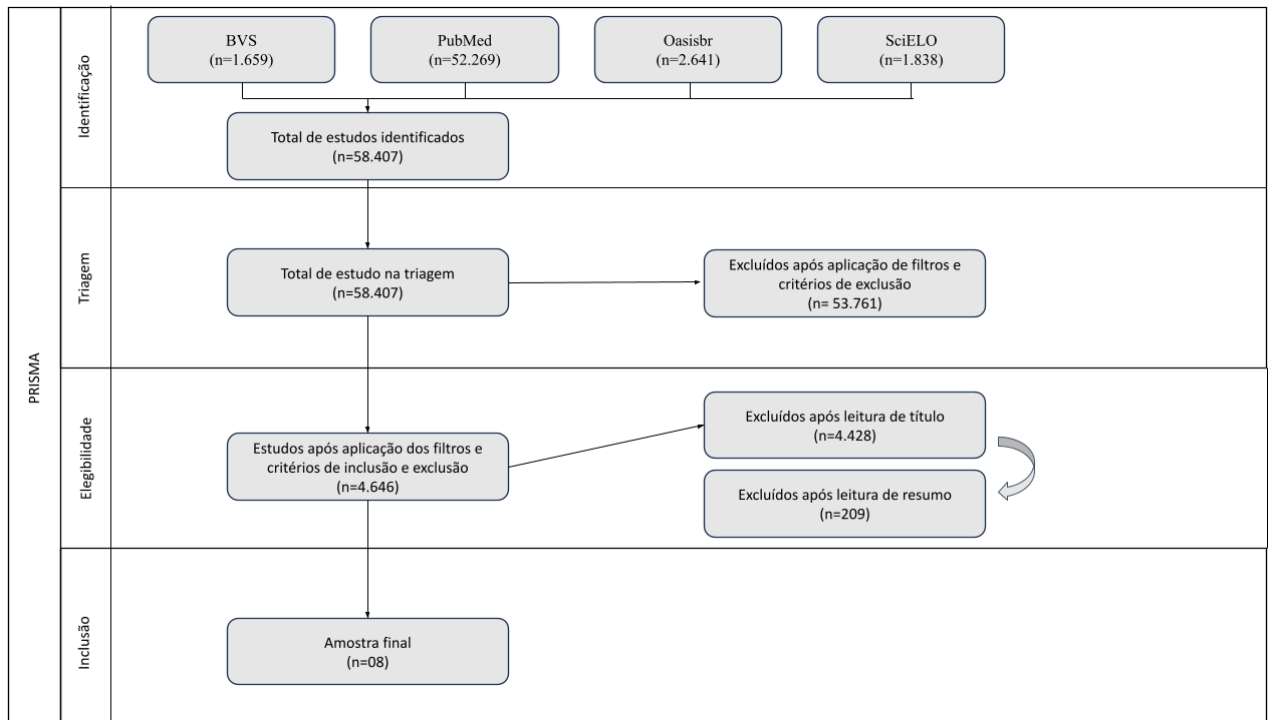 PRISMA
Identificação
BVS
(n=1.659)
PubMed
(n=52.269)
Oasisbr
(n=2.641)
SciELO
(n=1.838)
Total de estudos identificados
(n=58.407)
Triagem
Total de estudo na triagem
(n=58.407)
Excluídos após aplicação de filtros e
critérios de exclusão
(n= 53.761)
Elegibilidade
Estudos após aplicação dos filtros e
critérios de inclusão e exclusão
(n=4.646)
Excluídos após leitura de título
(n=4.428)
Excluídos após leitura de resumo
(n=209)
Inclusão
Amostra final
(n=08)